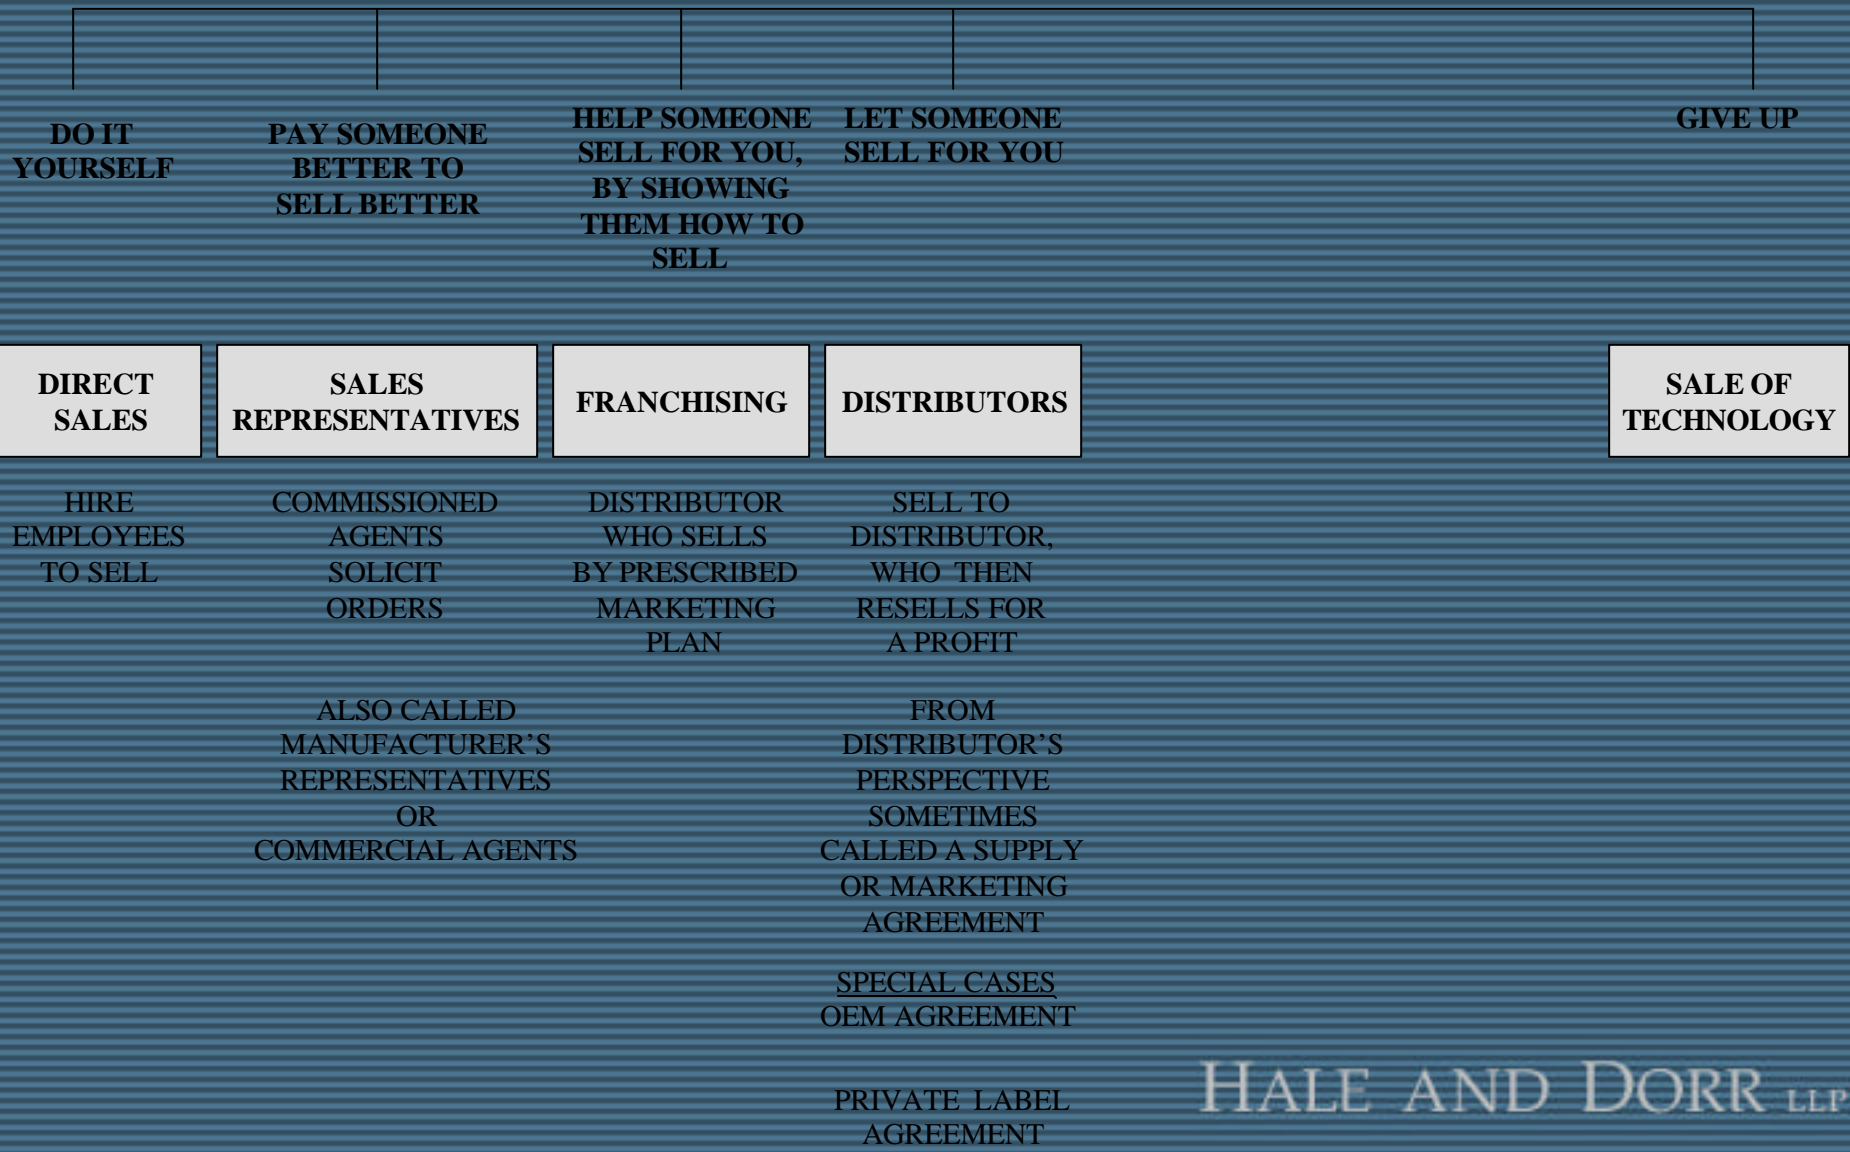 DO IT
YOURSELF
PAY SOMEONE
BETTER TO
SELL BETTER
HELP SOMEONE
SELL FOR YOU,
BY SHOWING
THEM HOW TO
SELL
LET SOMEONE
SELL FOR YOU
GIVE UP
DIRECT
SALES
SALES
REPRESENTATIVES
FRANCHISING
DISTRIBUTORS
SALE OF
TECHNOLOGY
HIRE
EMPLOYEES
TO SELL
COMMISSIONED
AGENTS
SOLICIT
ORDERS
ALSO CALLED
MANUFACTURER’S
REPRESENTATIVES
OR
COMMERCIAL AGENTS
DISTRIBUTOR
WHO SELLS
BY PRESCRIBED
MARKETING
PLAN
SELL TO
DISTRIBUTOR,
WHO THEN
RESELLS FOR
A PROFIT
FROM
DISTRIBUTOR’S
PERSPECTIVE
SOMETIMES
CALLED A SUPPLY
OR MARKETING
AGREEMENT
SPECIAL CASES
OEM AGREEMENT
PRIVATE LABEL
AGREEMENT
HALE AND DORR LLP